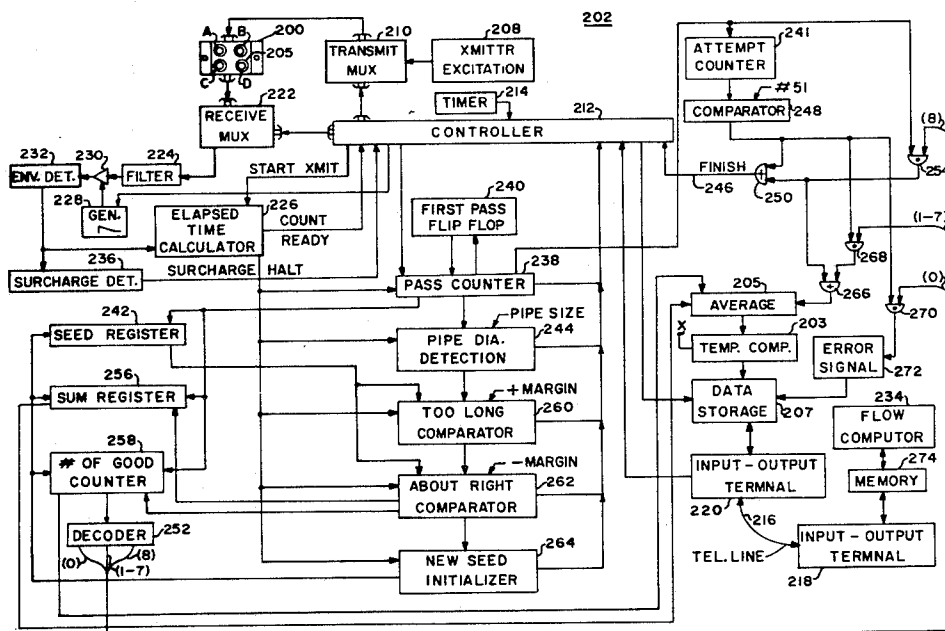 202
A B 200
205
C D
210
TRANSMIT
MUX
208
XMITTR
EXCITATION
241
ATTEMPT
COUNTER
#51
COMPARATOR
248
(8)
254
222
RECEIVE
MUX
TIMER
214
212
CONTROLLER
FINISH
246
250
232
ENV. DET.
230
224
FILTER
228
GEN.
START XMIT
226
ELAPSED
TIME
CALCULATOR
COUNT
READY
240
FIRST PASS
FLIP FLOP
(1-7)
268
236
SURCHARGE DET.
SURCHARGE HALT
238
PASS COUNTER
266
(0)
270
242
SEED REGISTER
PIPE SIZE
244
PIPE DIA.
DETECTION
205
AVERAGE
X
203
TEMP. COMP.
ERROR
SIGNAL
272
256
SUM REGISTER
+MARGIN
TOO LONG
COMPARATOR
260
DATA
STORAGE
207
234
FLOW
COMPUTOR
258
# OF GOOD
COUNTER
-MARGIN
ABOUT RIGHT
COMPARATOR
262
INPUT-OUTPUT
TERMNAL
220
274
MEMORY
DECODER
252
(0)
(8)
(1-7)
264
NEW SEED
INITIALIZER
216
TEL. LINE
INPUT-OUTPUT
TERMNAL
218